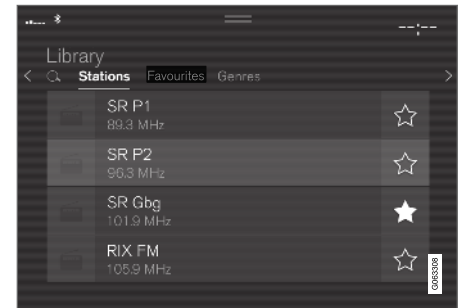 --:--
Library
Stations Favourites Genres
SR P1
89.3 MHz
SR P2
96.3 MHz
SR Gbg
101.9 MHz
RIX FM
105.9 MHz
G063308